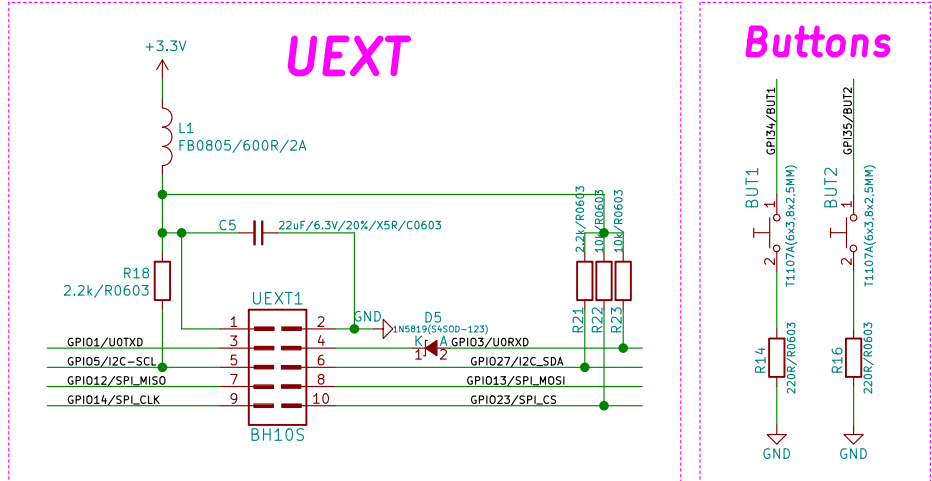 UEXT
+3.3V
L1
FB0805/600R/2A
C5
22uF/6.3V/20%/X5R/C0603
R18
2.2k/R0603
2.2k/R0603
10k/R0603
10k/R0603
R21
R22
R23
UEXT1
GND
D5
1N5819(S4SOD-123)
K
A
1
2
1
2
GPIO1/U0TXD
3
4
GPIO3/U0RXD
GPIO5/I2C-SCL
5
6
GPIO27/I2C_SDA
GPIO12/SPI_MISO
7
8
GPIO13/SPI_MOSI
GPIO14/SPI_CLK
9
10
GPIO23/SPI_CS
BH10S
Buttons
GPI34/BUT1
BUT1
1
2
T1107A(6x3,8x2,5MM)
R14
220R/R0603
GND
GPI35/BUT2
BUT2
1
2
T1107A(6x3,8x2,5MM)
R16
220R/R0603
GND